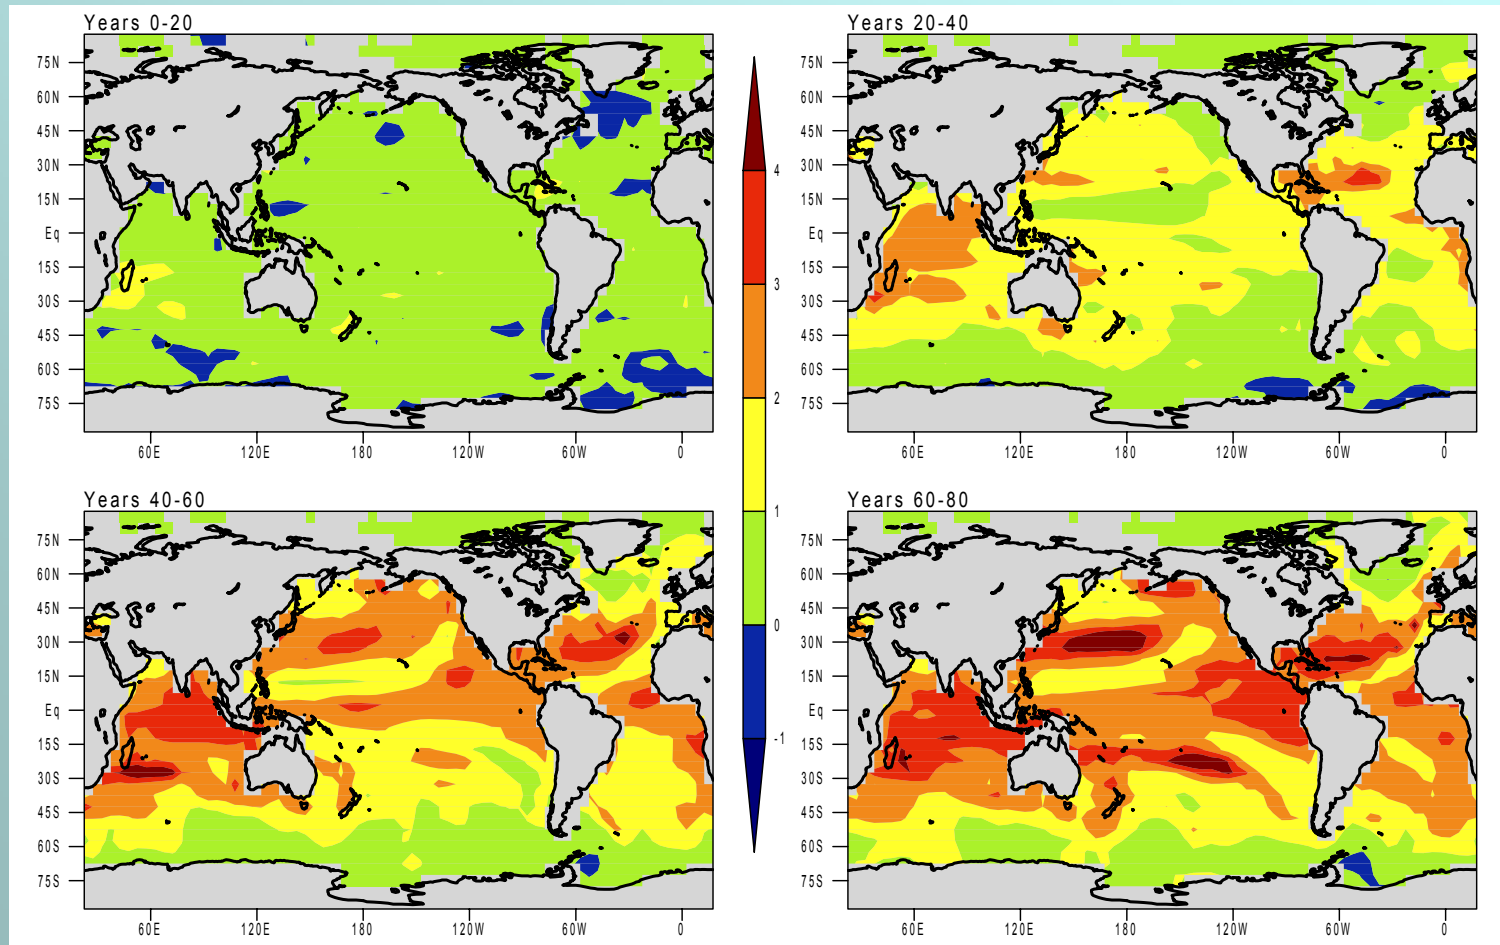 Years 0-20
75N
60N
45N
30N
15N
Eq
15S
30S
45S
60S
75S
60E 120E 180 120W 60W 0
Years 20-40
75N
60N
45N
30N
15N
Eq
15S
30S
45S
60S
75S
60E 120E 180 120W 60W 0
4
3
2
1
0
-1
Years 40-60
75N
60N
45N
30N
15N
Eq
15S
30S
45S
60S
75S
60E 120E 180 120W 60W 0
Years 60-80
75N
60N
45N
30N
15N
Eq
15S
30S
45S
60S
75S
60E 120E 180 120W 60W 0